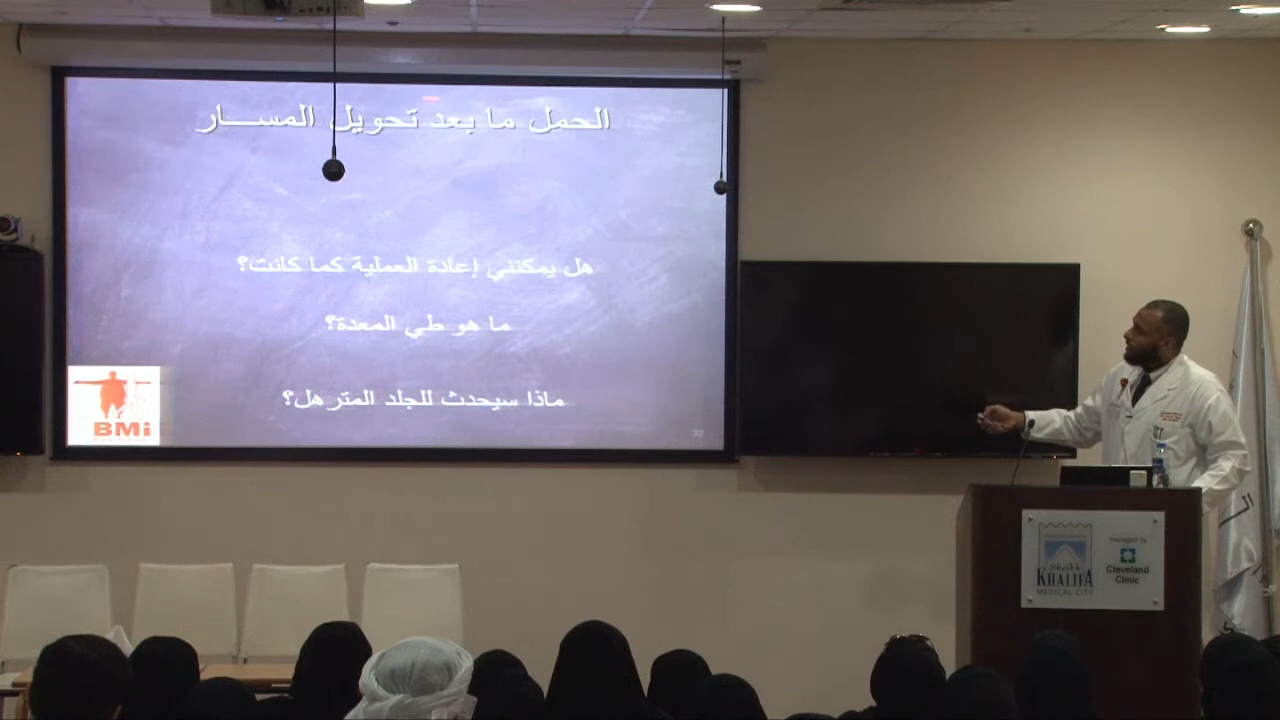 الحمل ما بعد تحويل المسار
هل يمكنني إعادة العملية كما كانت؟
ما هو طي المعدة؟
ماذا سيحدث للجلد المترهل؟
BMi
32
Sheikh
KHALIFA
MEDICAL CITY
managed by
Cleveland
Clinic